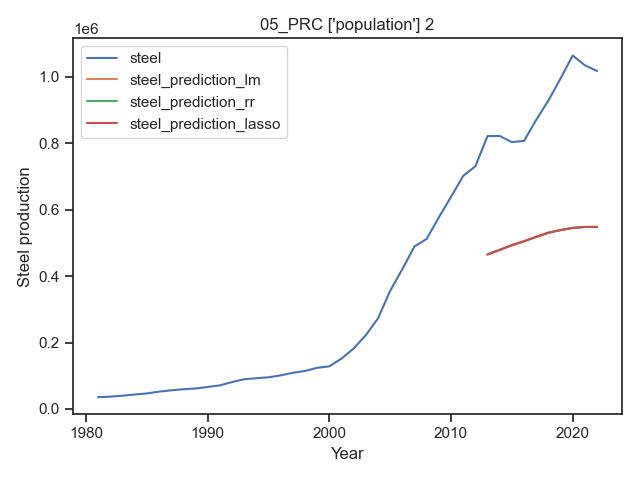 05_PRC ['population'] 2
1e6
steel
steel_prediction_lm
steel_prediction_rr
steel_prediction_lasso
1.0
0.8
0.6
0.4
0.2
0.0
Steel production
1980
1990
2000
2010
2020
Year